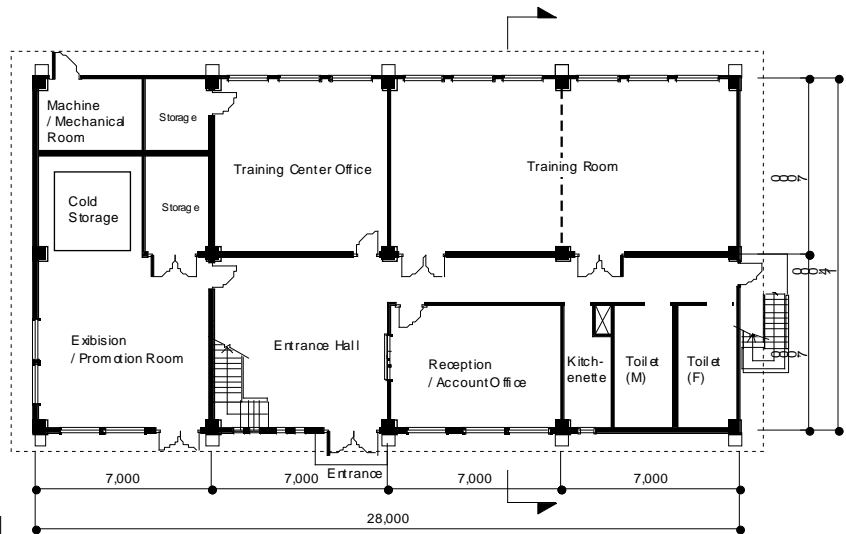 Machine
/ Mechanical
Room
Storage
Training Center Office
Training Room
Cold
Storage
Storage
Exibision
/ Promotion Room
Entrance Hall
Reception
/ Account Office
Kitch-
enette
Toilet
(M)
Toilet
(F)
Entrance
7,000
7,000
7,000
7,000
28,000